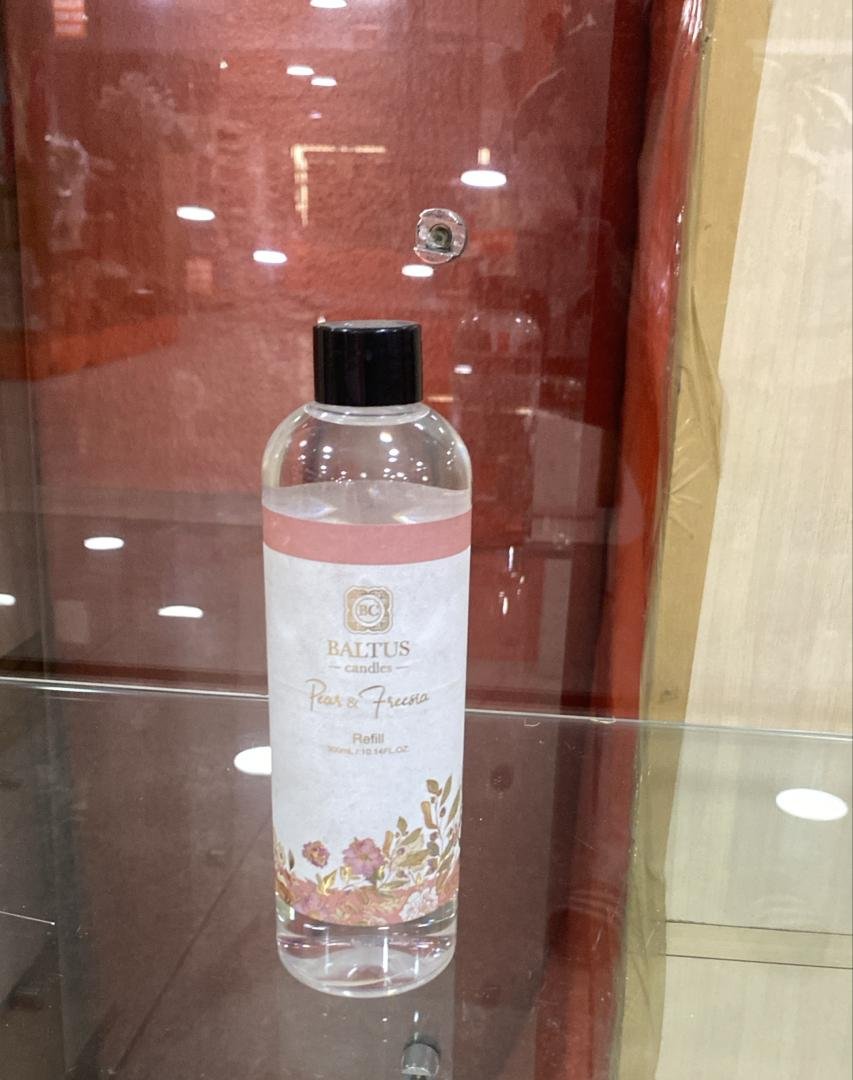 BC
BALTUS
— candles —
Pear & Freesia
Refill
300mL / 10.14FL.OZ.